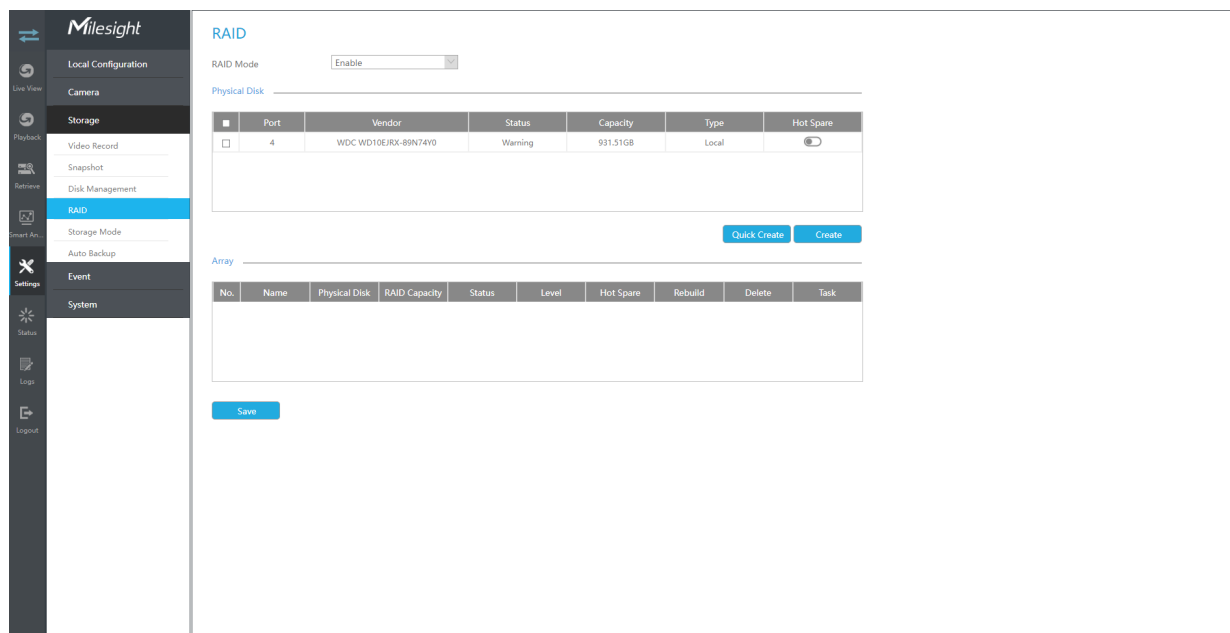 Milesight
Live View
Playback
Retrieve
Smart An...
Settings
Status
Logs
Logout
Local Configuration
Camera
Storage
Video Record
Snapshot
Disk Management
RAID
Storage Mode
Auto Backup
Event
System
RAID
RAID Mode Enable
Physical Disk
Port Vendor Status Capacity Type Hot Spare
4 WDC WD10EJRX-89N74Y0 Warning 931.51GB Local
Quick Create Create
Array
No. Name Physical Disk RAID Capacity Status Level Hot Spare Rebuild Delete Task
Save